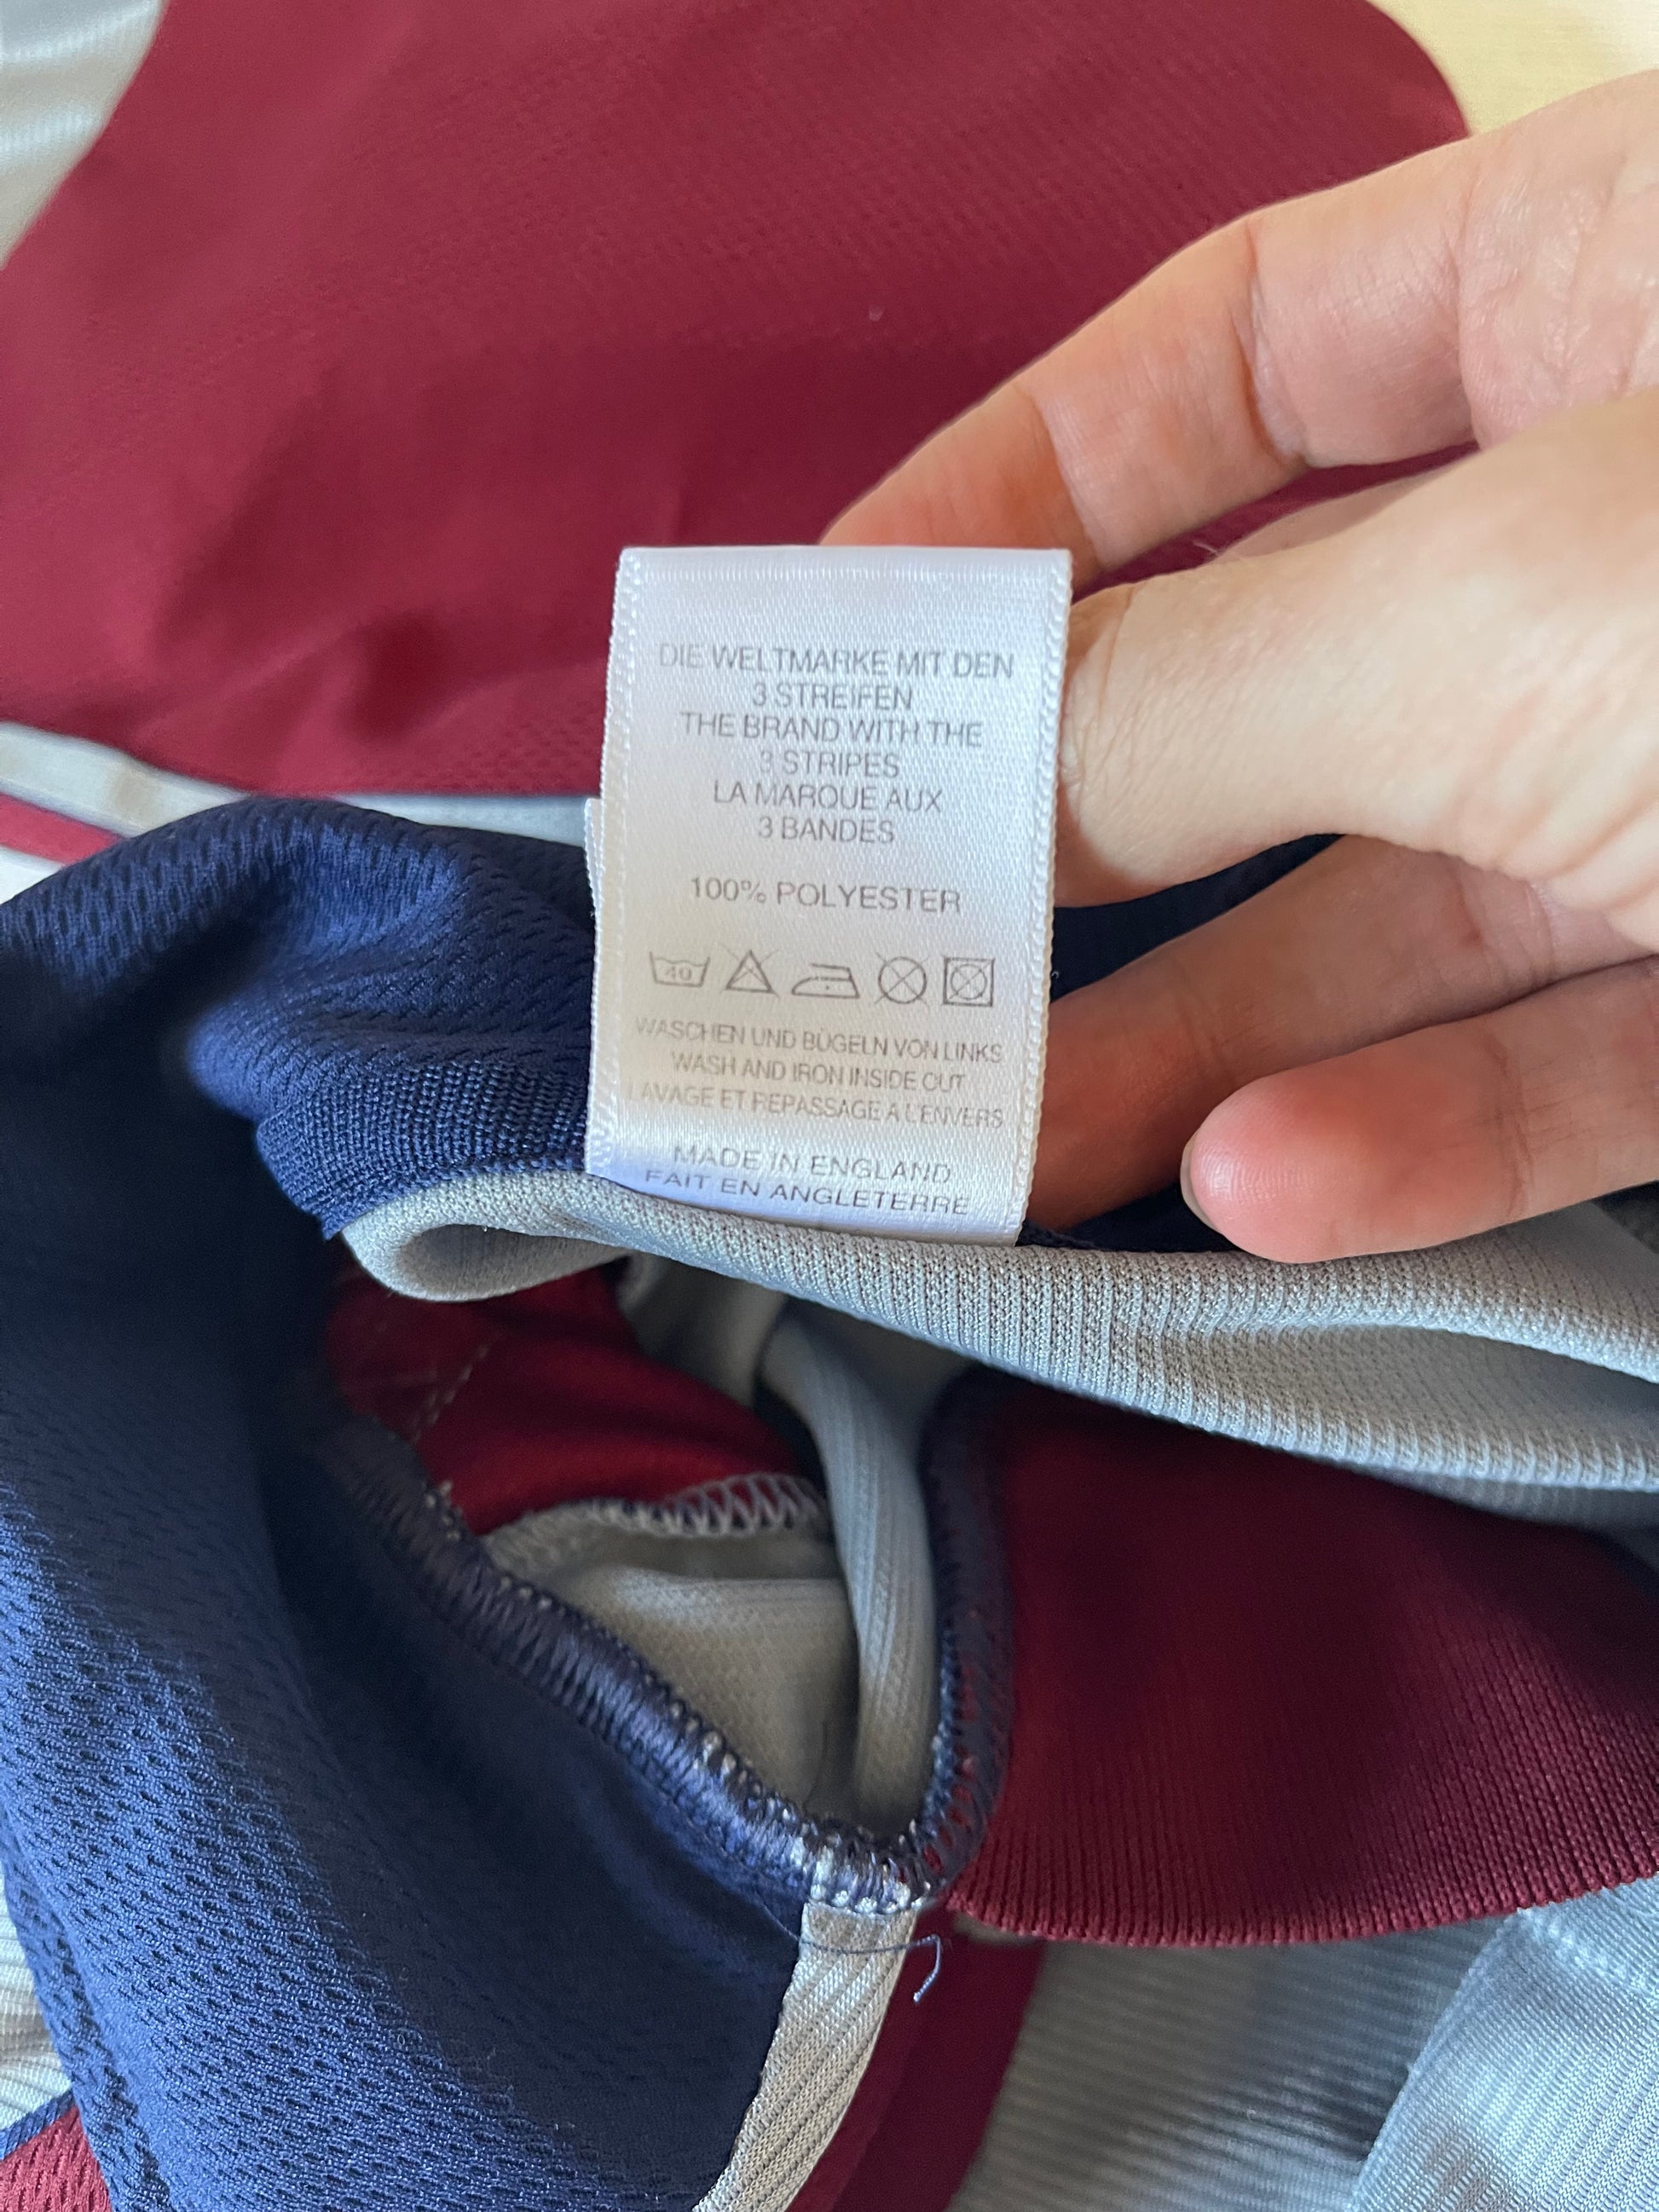 DIE WELTMARKE MIT DEN
3 STREIFEN
THE BRAND WITH THE
3 STRIPES
LA MARQUE AUX
3 BANDES
100% POLYESTER
40
WASCHEN UND BÜGELN VON LINKS
WASH AND IRON INSIDE OUT
LAVAGE ET REPASSAGE A L'ENVERS
MADE IN ENGLAND
FAIT EN ANGLETERRE